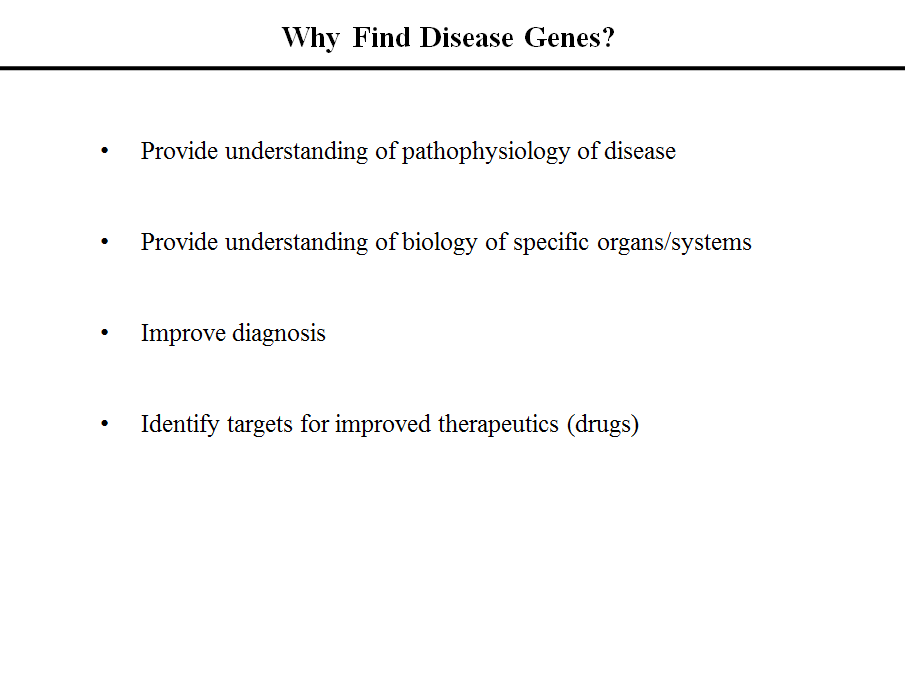 Why Find Disease Genes?
• Provide understanding of pathophysiology of disease
• Provide understanding of biology of specific organs/systems
• Improve diagnosis
• Identify targets for improved therapeutics (drugs)